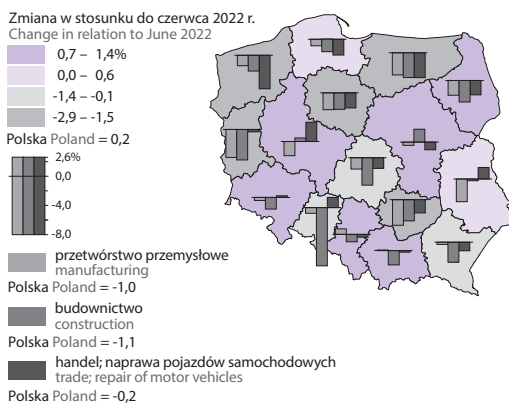 Zmiana w stosunku do czerwca 2022 r.
Change in relation to June 2022
0,7 – 1,4%
0,0 – 0,6
-1,4 – -0,1
-2,9 – -1,5
Polska Poland = 0,2
2,6%
0,0
-4,0
-8,0
przetwórstwo przemysłowe
manufacturing
Polska Poland = -1,0
budownictwo
construction
Polska Poland = -1,1
handel; naprawa pojazdów samochodowych
trade; repair of motor vehicles
Polska Poland = -0,2